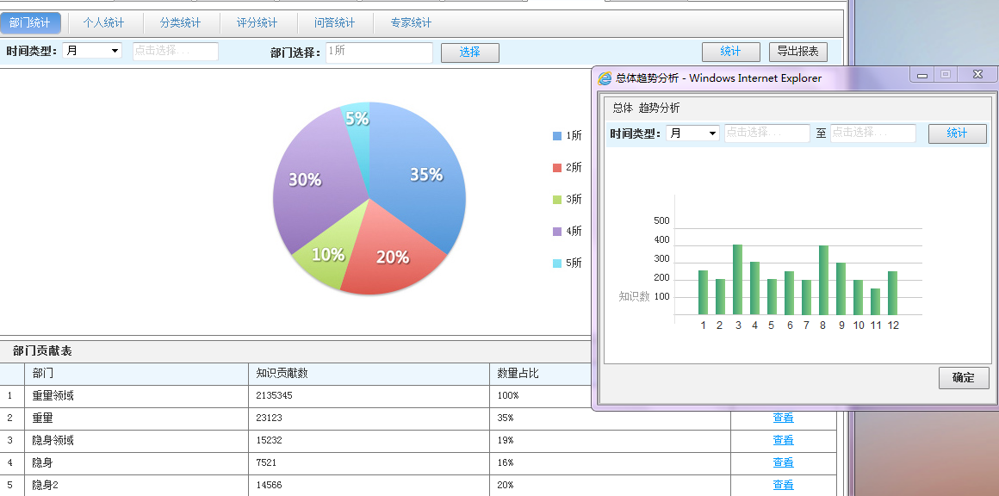 部门统计 个人统计 分类统计 评分统计 问答统计 专家统计
时间类型: 月 点击选择... 部门选择: 1所 选择 统计 导出报表
35%
20%
10%
30%
5%
1所
2所
3所
4所
5所
部门贡献表
部门 知识贡献数 数量占比
1 重量领域 2135345 100%
2 重量 23123 35% 查看
3 隐身领域 15232 19% 查看
4 隐身 7521 16% 查看
5 隐身2 14566 20% 查看
总体趋势分析 - Windows Internet Explorer
总体 趋势分析
时间类型: 月 点击选择... 至 点击选择... 统计
500
400
300
200
知识数 100
1 2 3 4 5 6 7 8 9 10 11 12
确定